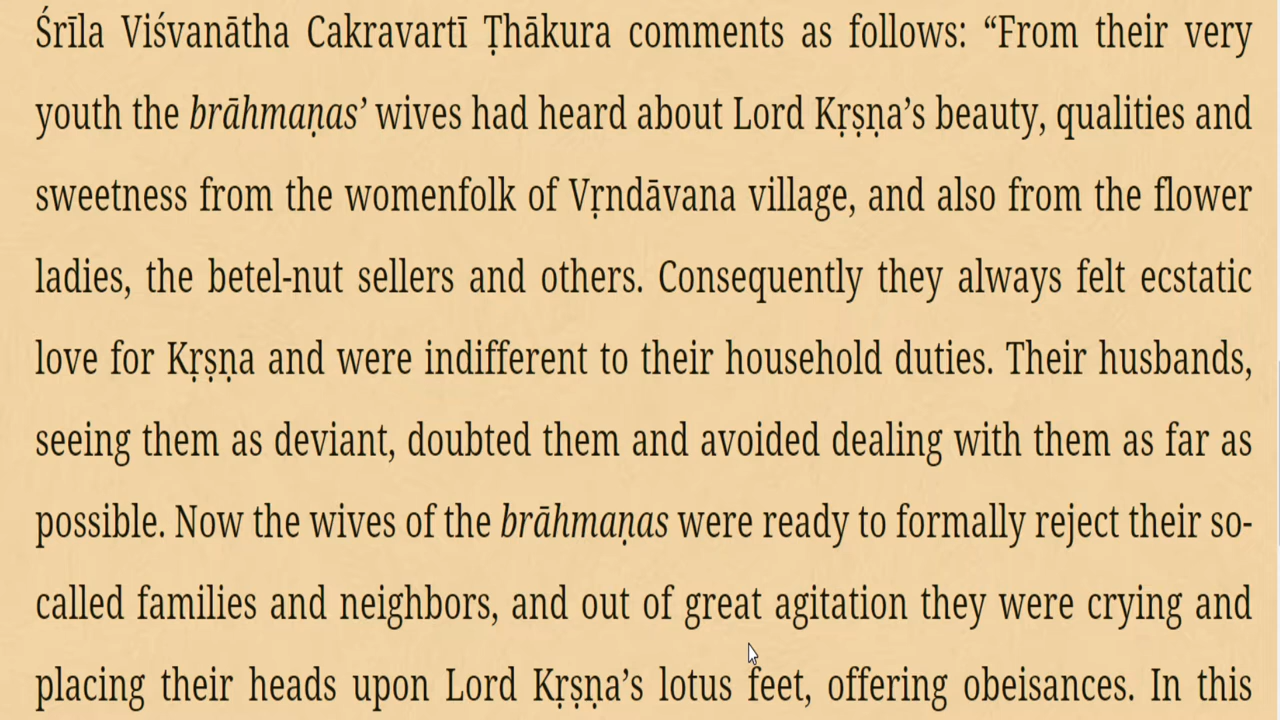 Śrīla Viśvanātha Cakravartī Ṭhākura comments as follows: “From their very
youth the brāhmaṇas’ wives had heard about Lord Kṛṣṇa’s beauty, qualities and
sweetness from the womenfolk of Vṛndāvana village, and also from the flower
ladies, the betel-nut sellers and others. Consequently they always felt ecstatic
love for Kṛṣṇa and were indifferent to their household duties. Their husbands,
seeing them as deviant, doubted them and avoided dealing with them as far as
possible. Now the wives of the brāhmaṇas were ready to formally reject their so-
called families and neighbors, and out of great agitation they were crying and
placing their heads upon Lord Kṛṣṇa’s lotus feet, offering obeisances. In this